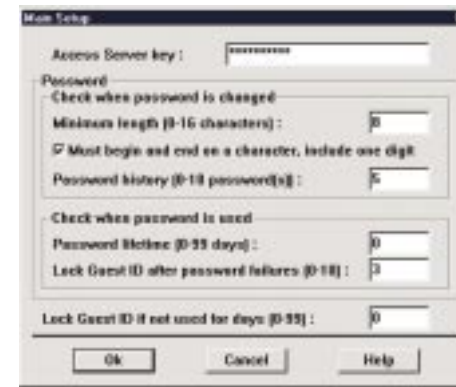 Main Setup
Access Server key : **********
Password
Check when password is changed
Minimum length (0-16 characters) :
Must begin and end on a character, include one digit
Password history (0-10 password(s)) : 5
Check when password is used
Password lifetime (0-99 days) : 0
Lock Guest ID after password failures (0-10) : 3
Lock Guest ID if not used for days (0-99) : 0
Ok
Cancel
Help